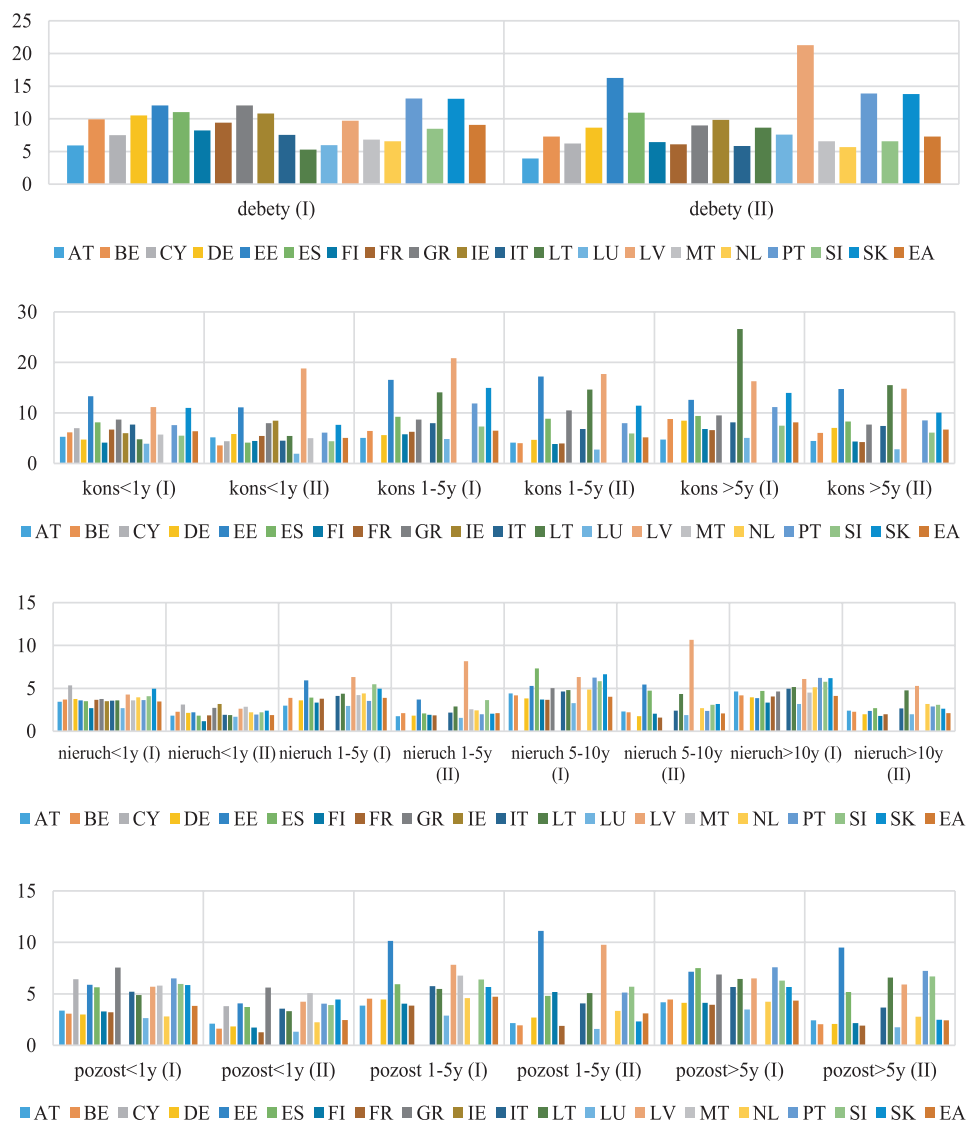 25
20
15
10
5
0
debety (I) debety (II)
AT BE CY DE EE ES FI FR GR IE IT LT LU LV MT NL PT SI SK EA
30
20
10
0
kons<1y (I) kons<1y (II) kons 1-5y (I) kons 1-5y (II) kons >5y (I) kons >5y (II)
AT BE CY DE EE ES FI FR GR IE IT LT LU LV MT NL PT SI SK EA
15
10
5
0
nieruch<1y (I) nieruch<1y (II) nieruch 1-5y (I) nieruch 1-5y nieruch 5-10y nieruch 5-10y nieruch>10y (I) nieruch>10y
(II) (I) (II) (II)
AT BE CY DE EE ES FI FR GR IE IT LT LU LV MT NL PT SI SK EA
15
10
5
0
pozost<1y (I) pozost<1y (II) pozost 1-5y (I) pozost 1-5y (II) pozost>5y (I) pozost>5y (II)
AT BE CY DE EE ES FI FR GR IE IT LT LU LV MT NL PT SI SK EA